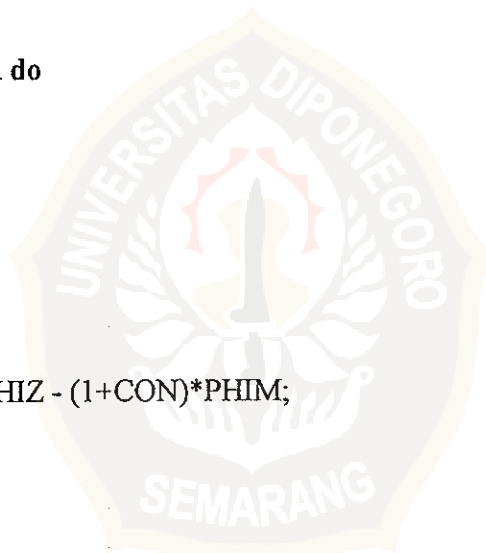 do
UNIVERSITAS DIPONEGORO
HIZ - (1+CON)*PHIM;
SEMARANG